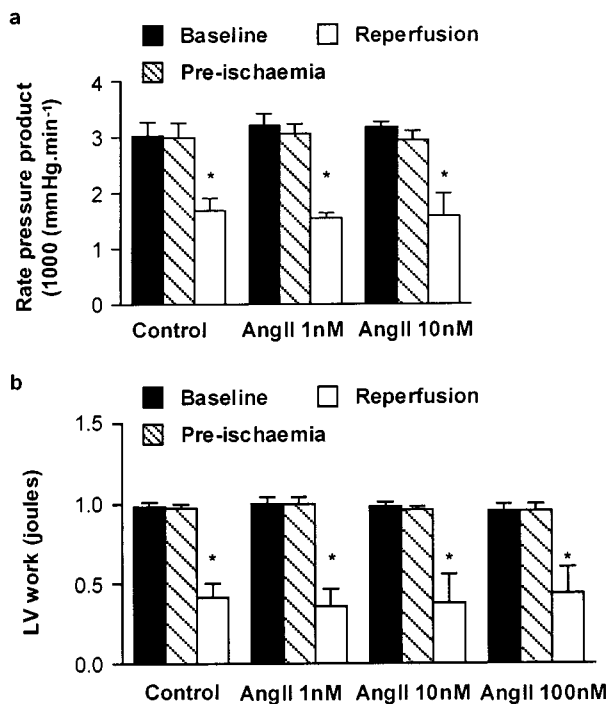 a
Baseline
Reperfusion
Pre-ischaemia
Rate pressure product
(1000 (mmHg.min⁻¹)
4
3
2
1
0
*
*
*
Control
AngII 1nM
AngII 10nM
b
Baseline
Reperfusion
Pre-ischaemia
LV work (joules)
1.5
1.0
0.5
0.0
*
*
*
*
Control
AngII 1nM
AngII 10nM
AngII 100nM